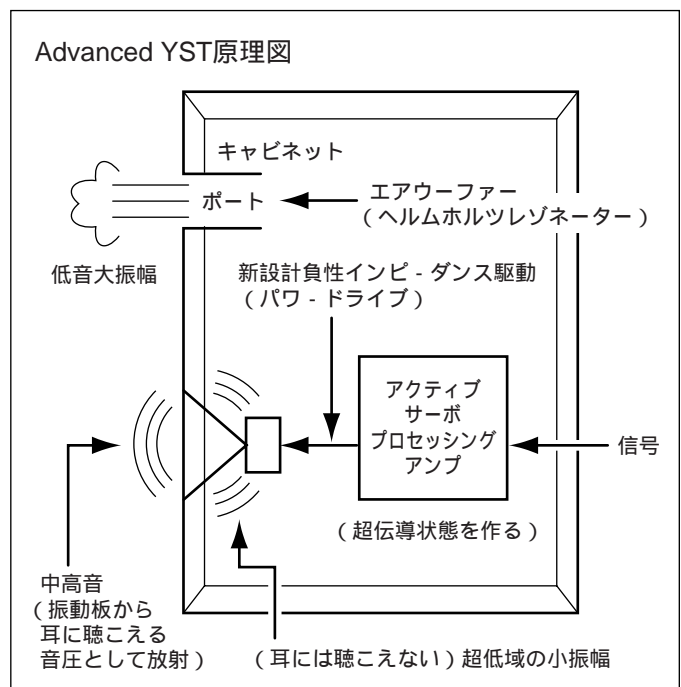 Advanced YST原理図
キャビネット
ポート
エアウーファー
（ヘルムホルツレゾネーター）
低音大振幅
新設計負性インピ - ダンス駆動
（パワ - ドライブ）
アクティブ
サーボ
プロセッシング
アンプ
信号
（超伝導状態を作る）
中高音
（振動板から
耳に聴こえる
音圧として放射）
（耳には聴こえない）超低域の小振幅